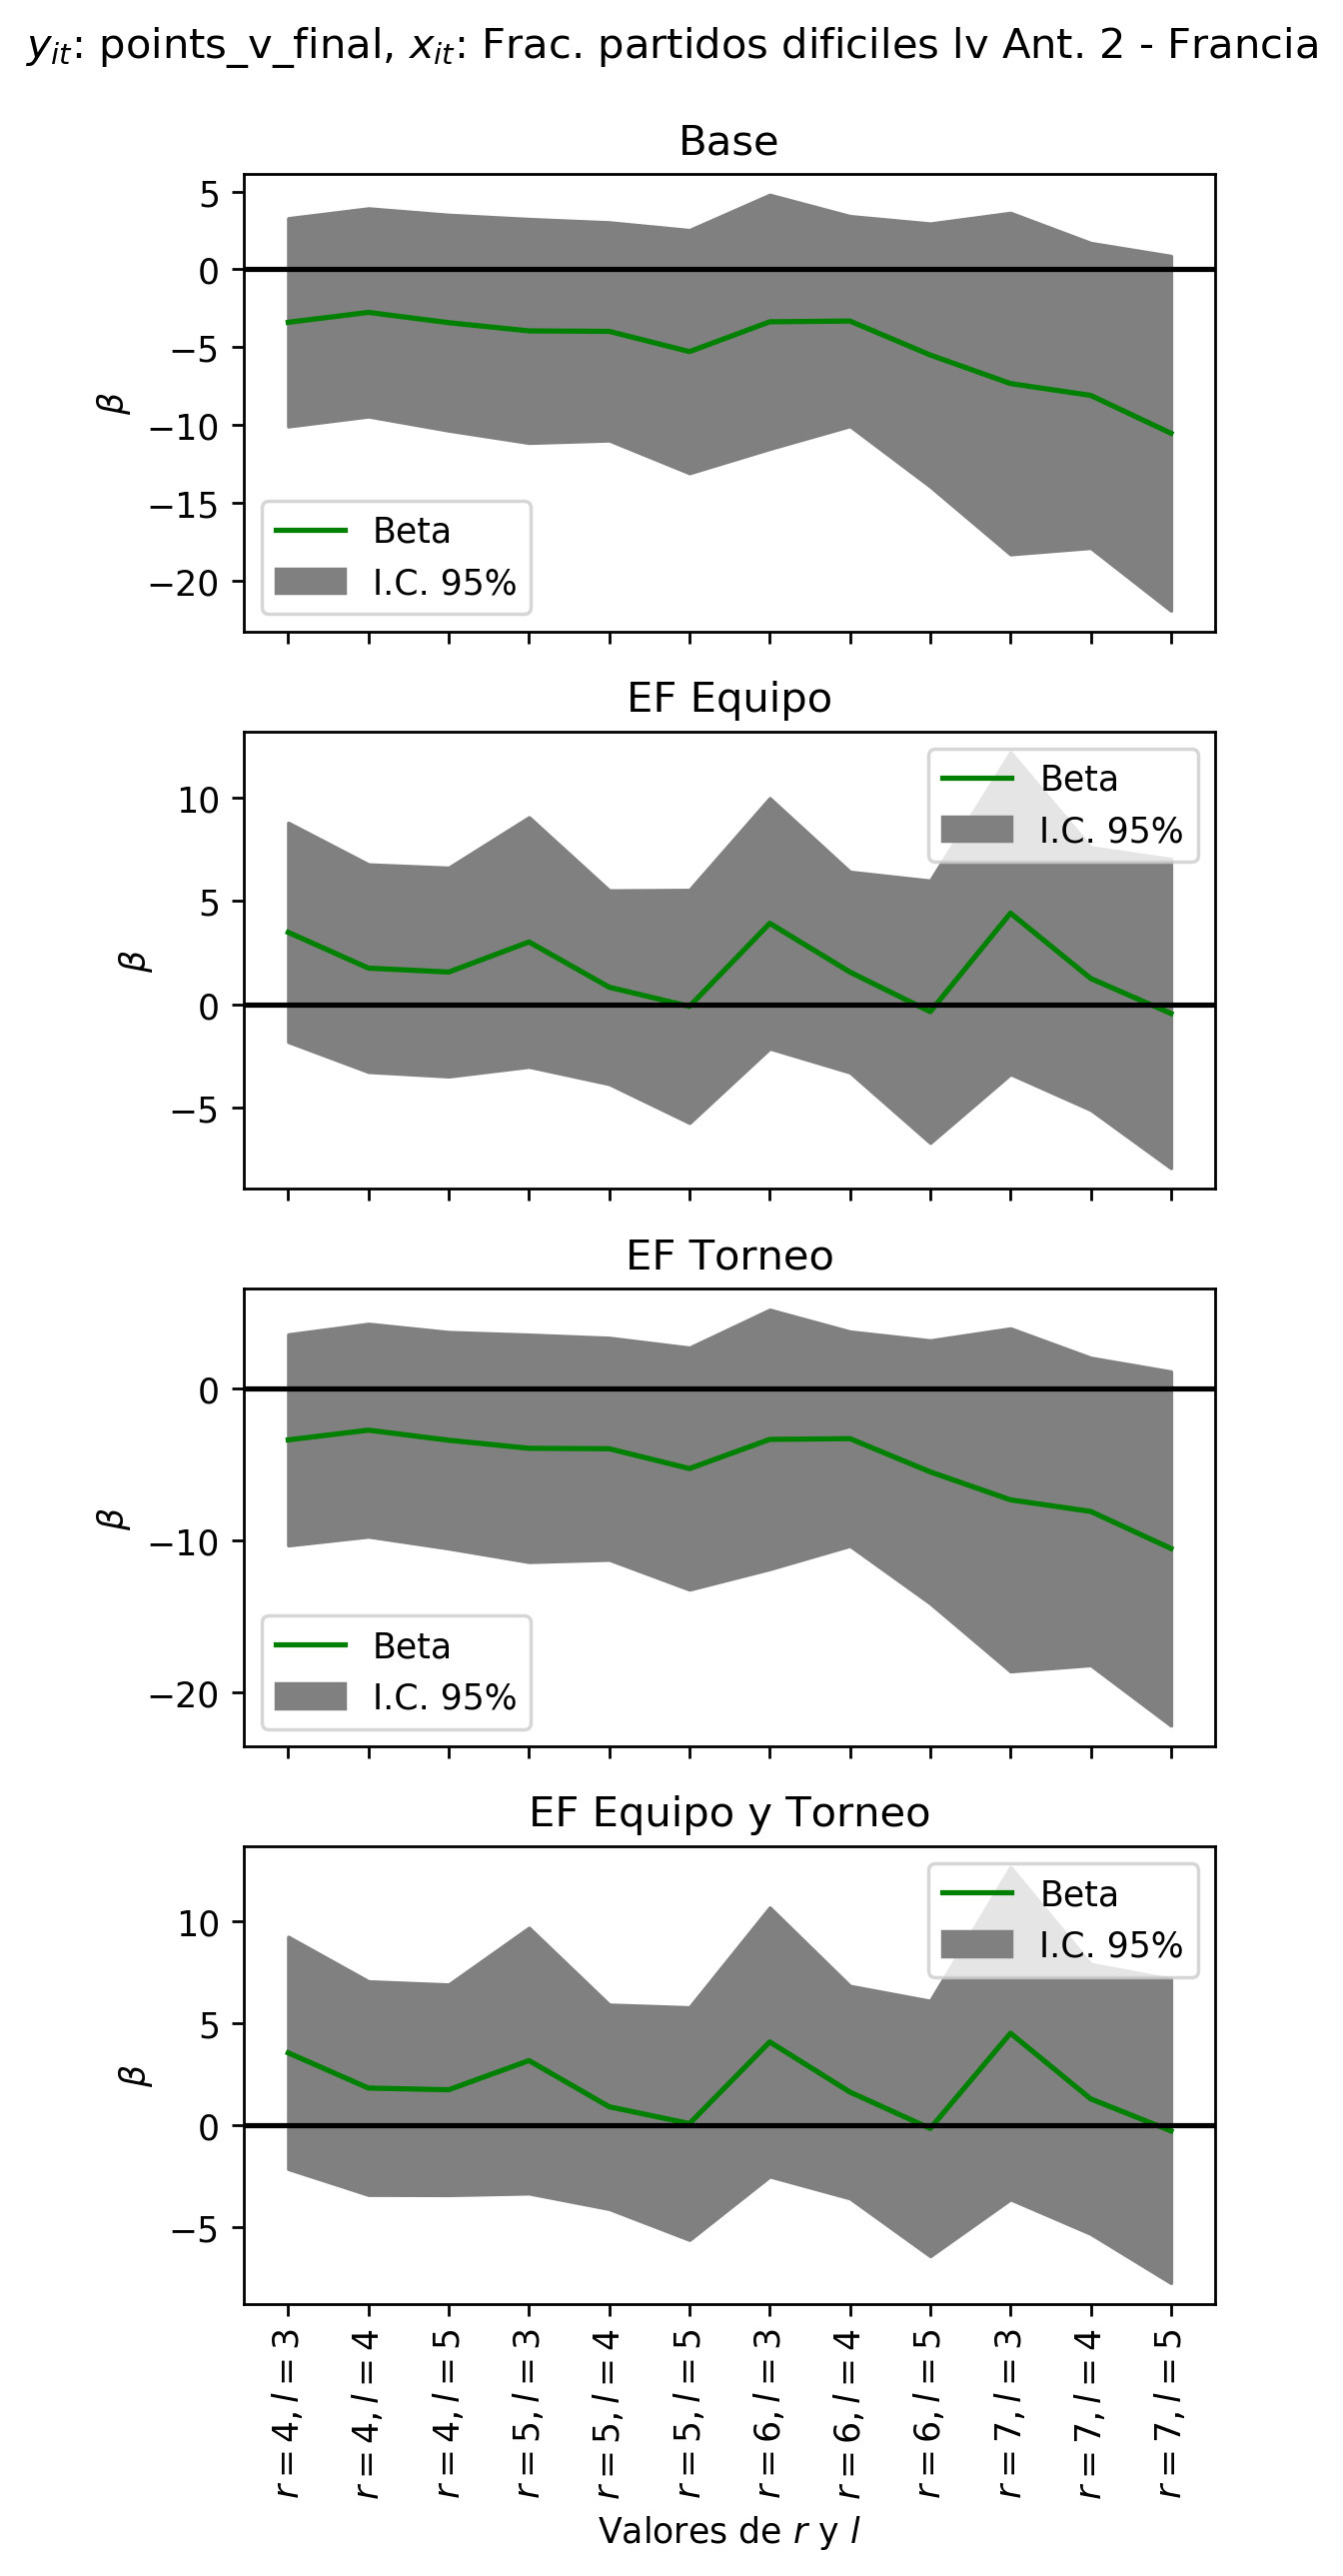 y_it: points_v_final, x_it: Frac. partidos dificiles lv Ant. 2 - Francia
Base
5
0
−5
−10
−15
−20
β
Beta
I.C. 95%
EF Equipo
10
5
0
−5
β
Beta
I.C. 95%
EF Torneo
0
−10
−20
β
Beta
I.C. 95%
EF Equipo y Torneo
10
5
0
−5
β
Beta
I.C. 95%
r = 4, l = 3
r = 4, l = 4
r = 4, l = 5
r = 5, l = 3
r = 5, l = 4
r = 5, l = 5
r = 6, l = 3
r = 6, l = 4
r = 6, l = 5
r = 7, l = 3
r = 7, l = 4
r = 7, l = 5
Valores de r y l